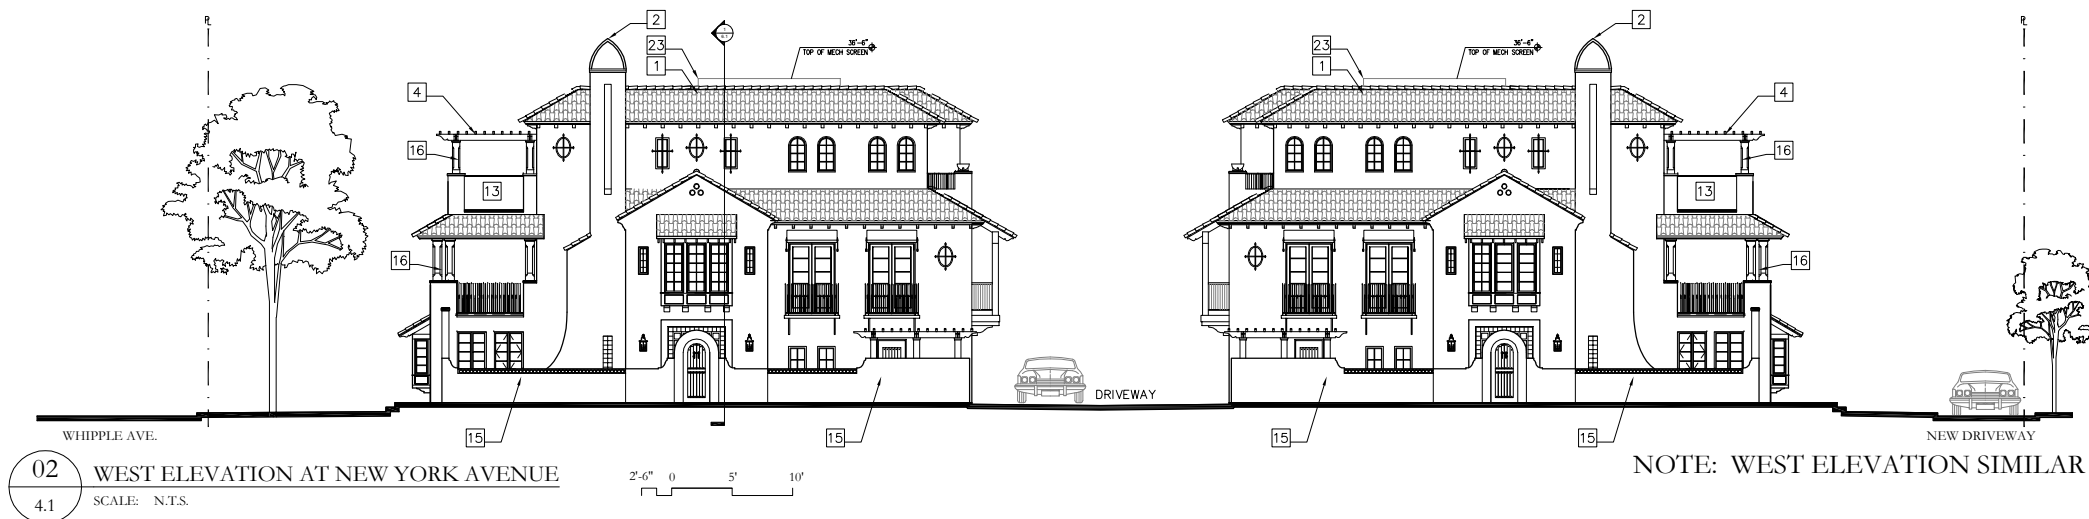 PL
PL
2
2
23
23
36'-6"
TOP OF MECH SCREEN
36'-6"
TOP OF MECH SCREEN
1
1
4
4
16
16
13
13
16
16
DRIVEWAY
WHIPPLE AVE.
15
15
15
15
NEW DRIVEWAY
02
4.1
WEST ELEVATION AT NEW YORK AVENUE
SCALE: N.T.S.
2'-6" 0 5' 10'
NOTE: WEST ELEVATION SIMILAR